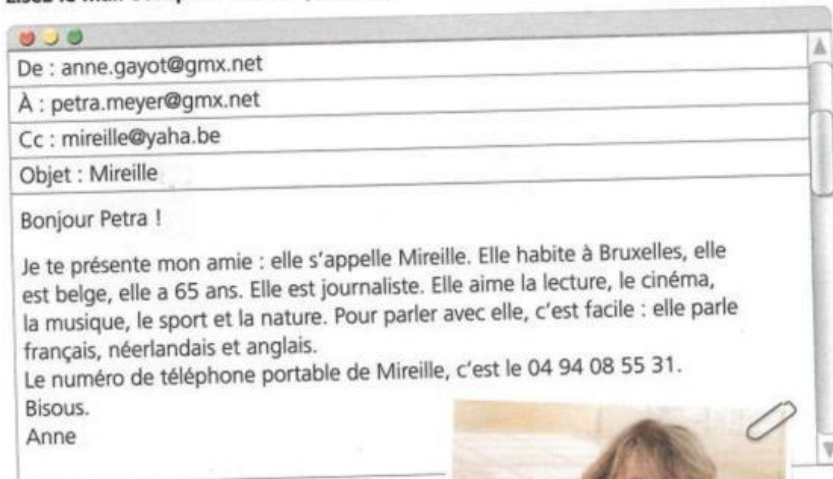 De : anne.gayot@gmx.net
À : petra.meyer@gmx.net
Cc : mireille@yaha.be
Objet : Mireille
Bonjour Petra !
Je te présente mon amie : elle s'appelle Mireille. Elle habite à Bruxelles, elle
est belge, elle a 65 ans. Elle est journaliste. Elle aime la lecture, le cinéma,
la musique, le sport et la nature. Pour parler avec elle, c'est facile : elle parle
français, néerlandais et anglais.
Le numéro de téléphone portable de Mireille, c'est le 04 94 08 55 31.
Bisous.
Anne